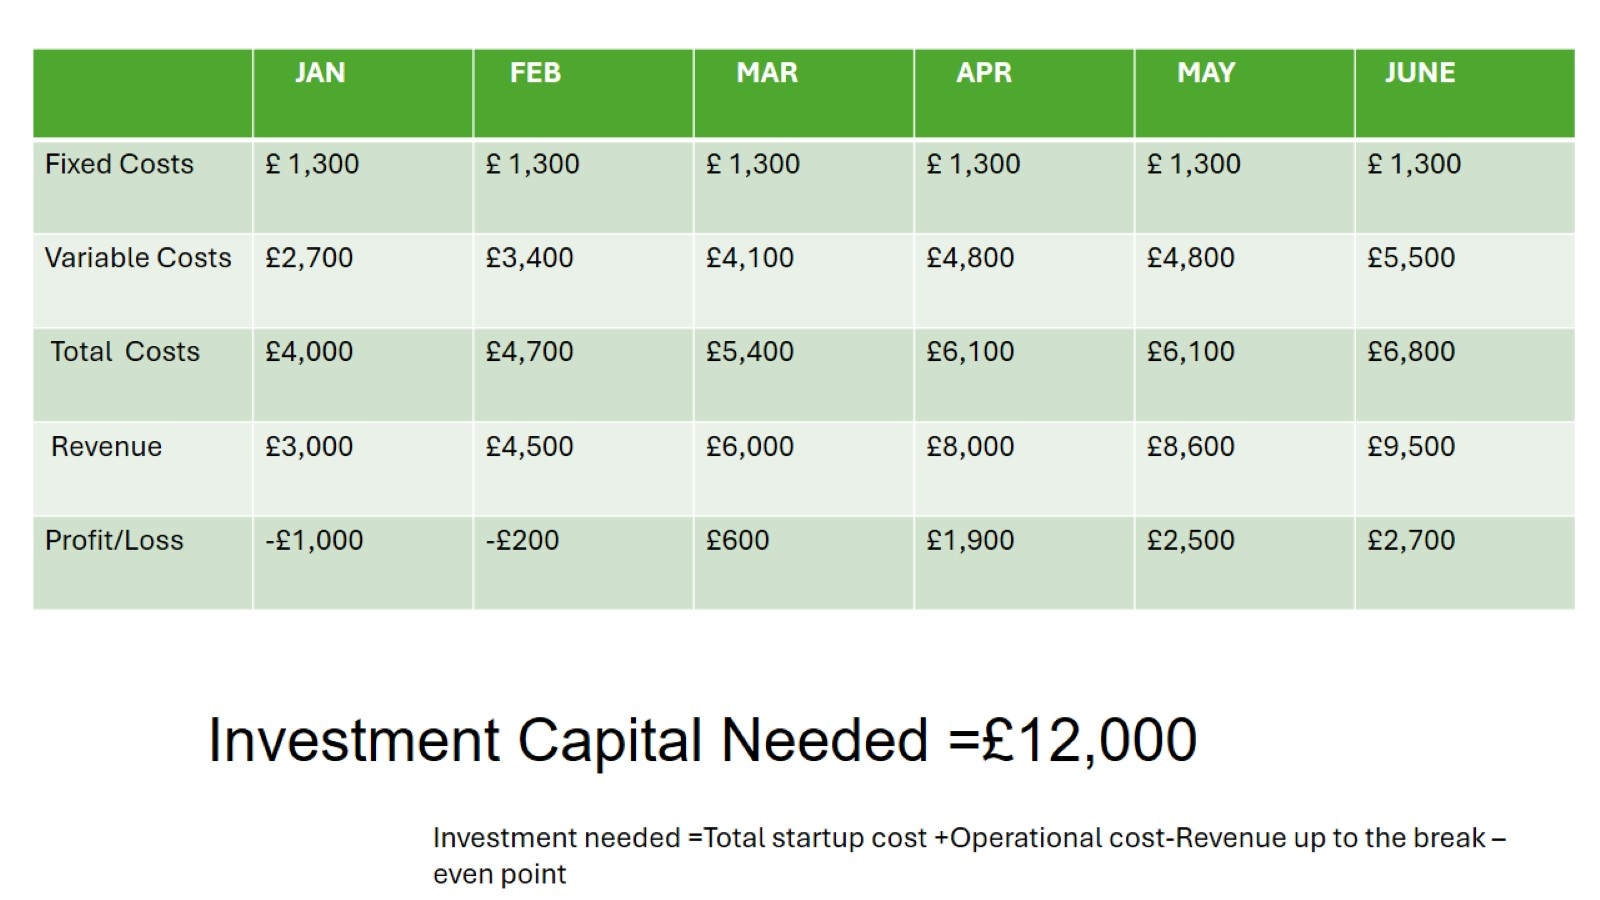 JAN FEB MAR APR MAY JUNE
Fixed Costs £ 1,300 £ 1,300 £ 1,300 £ 1,300 £ 1,300 £ 1,300
Variable Costs £2,700 £3,400 £4,100 £4,800 £4,800 £5,500
Total  Costs £4,000 £4,700 £5,400 £6,100 £6,100 £6,800
Revenue £3,000 £4,500 £6,000 £8,000 £8,600 £9,500
Profit/Loss -£1,000 -£200 £600 £1,900 £2,500 £2,700
Investment Capital Needed =£12,000
Investment needed =Total startup cost +Operational cost-Revenue up to the break –
even point